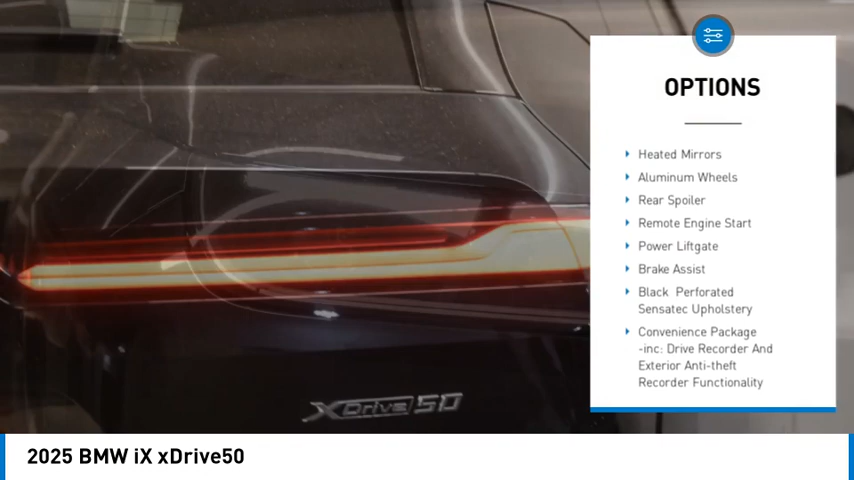 OPTIONS
Heated Mirrors
Aluminum Wheels
Rear Spoiler
Remote Engine Start
Power Liftgate
Brake Assist
Black  Perforated
Sensatec Upholstery
Convenience Package
-inc: Drive Recorder And
Exterior Anti-theft
Recorder Functionality
XDrive50
2025 BMW iX xDrive50